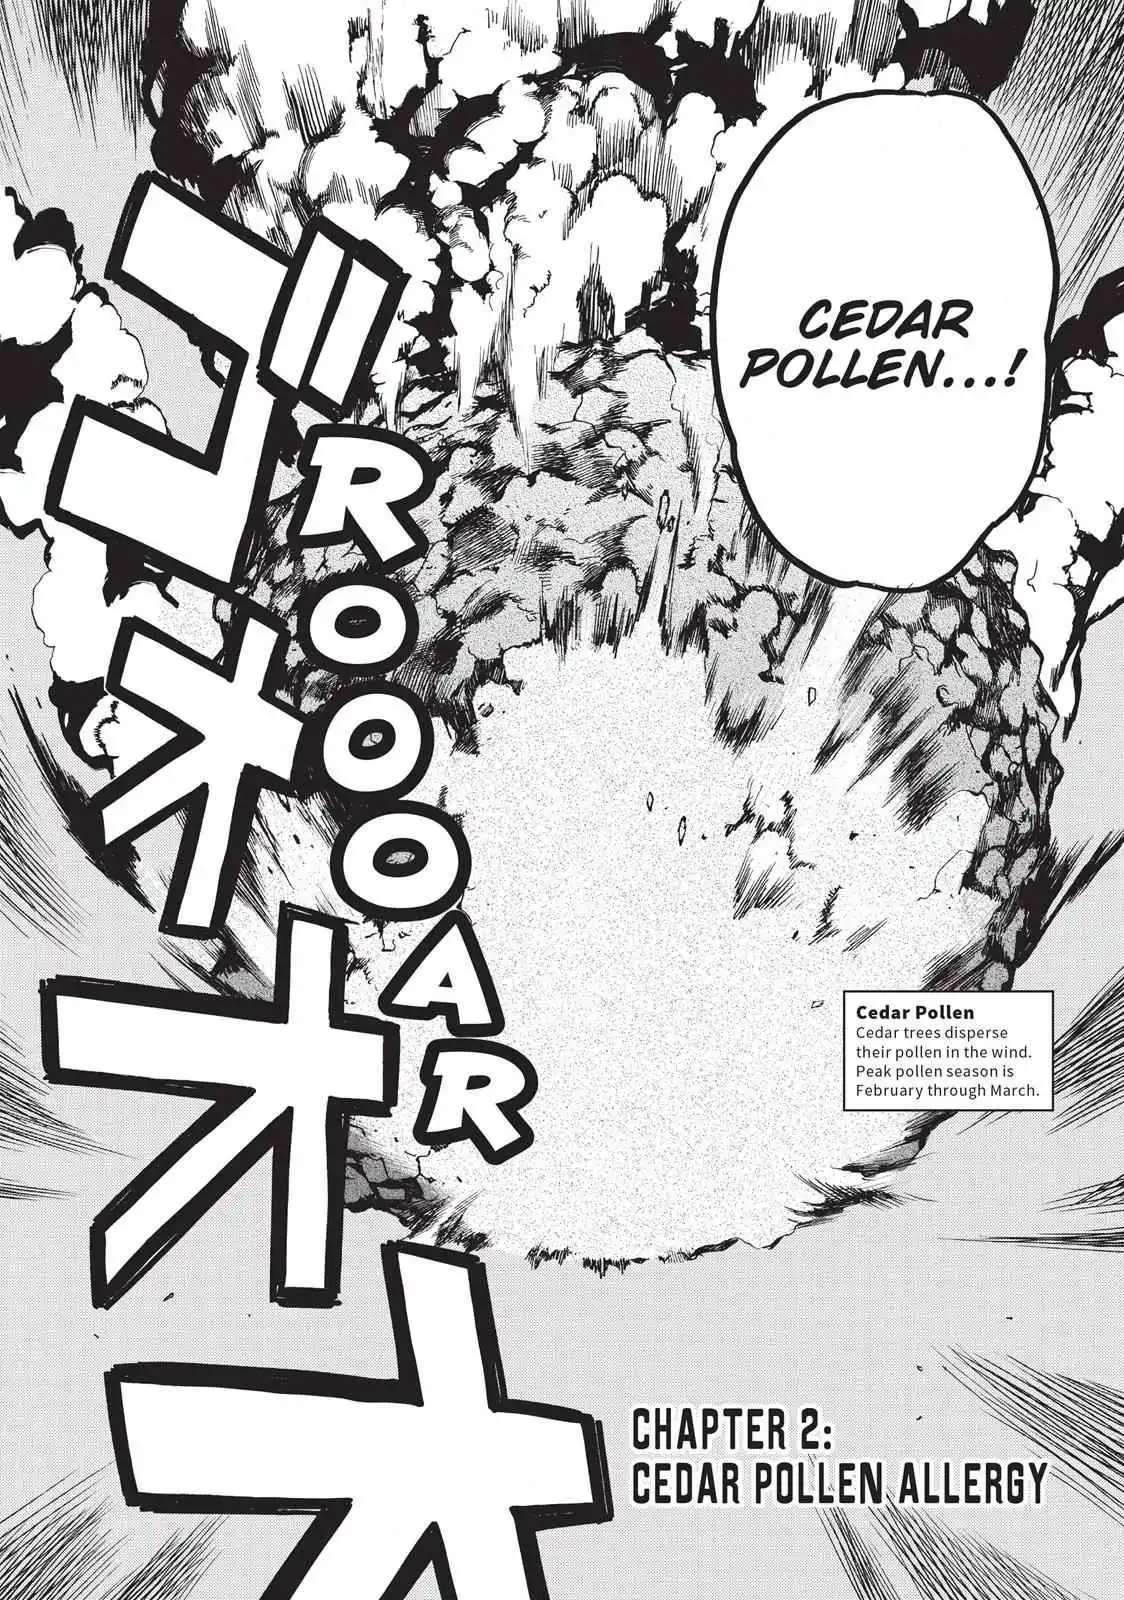 CEDAR
POLLEN...!
ゴオオオ
ROOOAR
Cedar Pollen
Cedar trees disperse
their pollen in the wind.
Peak pollen season is
February through March.
CHAPTER 2:
CEDAR POLLEN ALLERGY